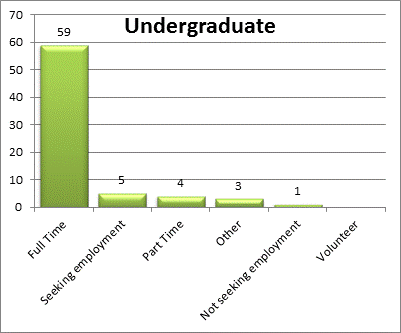 Undergraduate
70
60
50
40
30
20
10
0
59
5
4
3
1
Full Time
Seeking employment
Part Time
Other
Not seeking employment
Volunteer